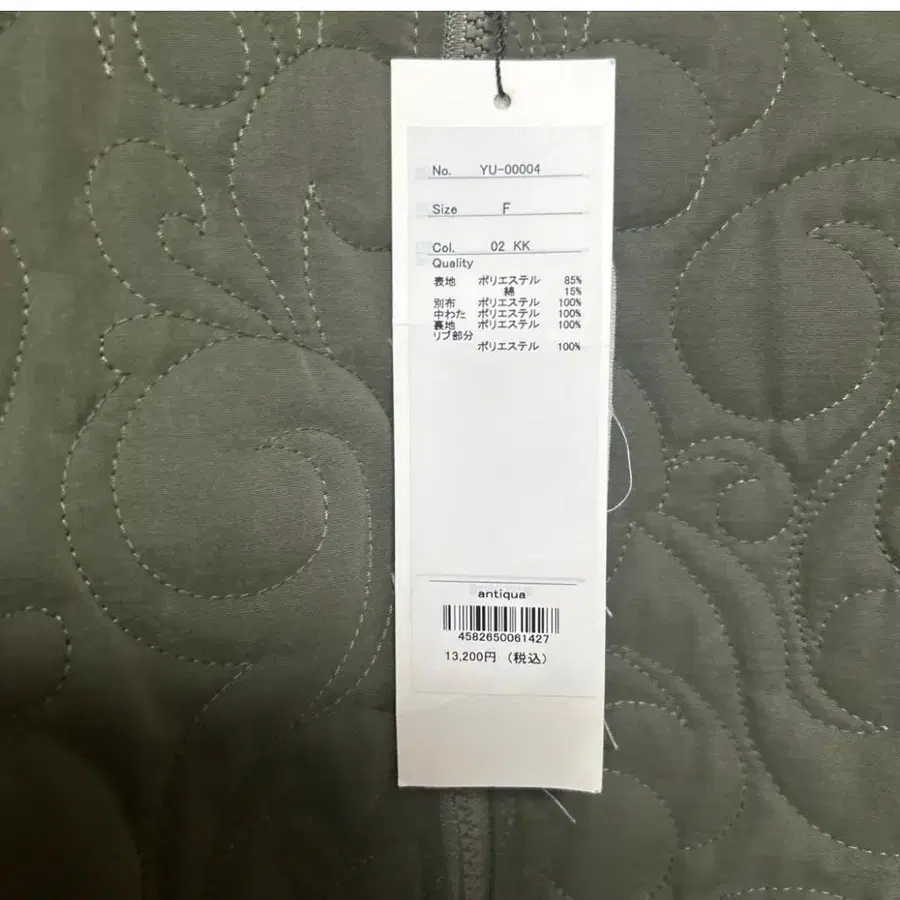 No. YU-00004
Size F
Col. 02 KK
Quality
表地 ポリエステル 85%
綿 15%
別布 ポリエステル 100%
中わた ポリエステル 100%
裏地 ポリエステル 100%
リブ部分
ポリエステル 100%
antiqua
4582650061427
13,200円 (税込)